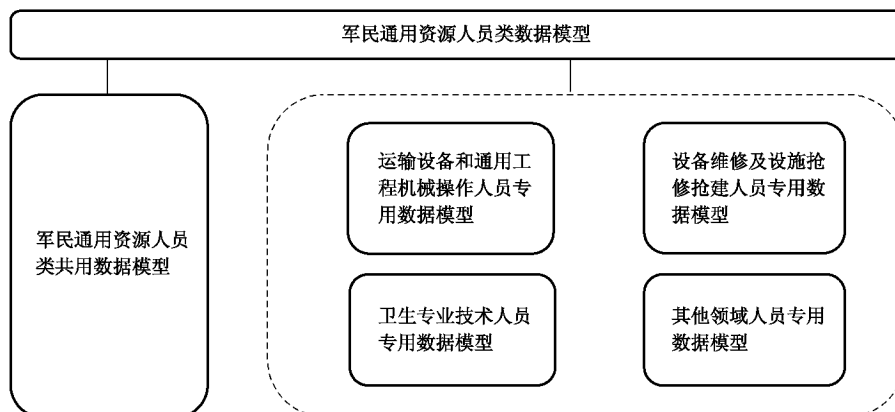 军民通用资源人员类数据模型
军民通用资源人员
类共用数据模型
运输设备和通用工
程机械操作人员专
用数据模型
设备维修及设施抢
修抢建人员专用数
据模型
卫生专业技术人员
专用数据模型
其他领域人员专用
数据模型